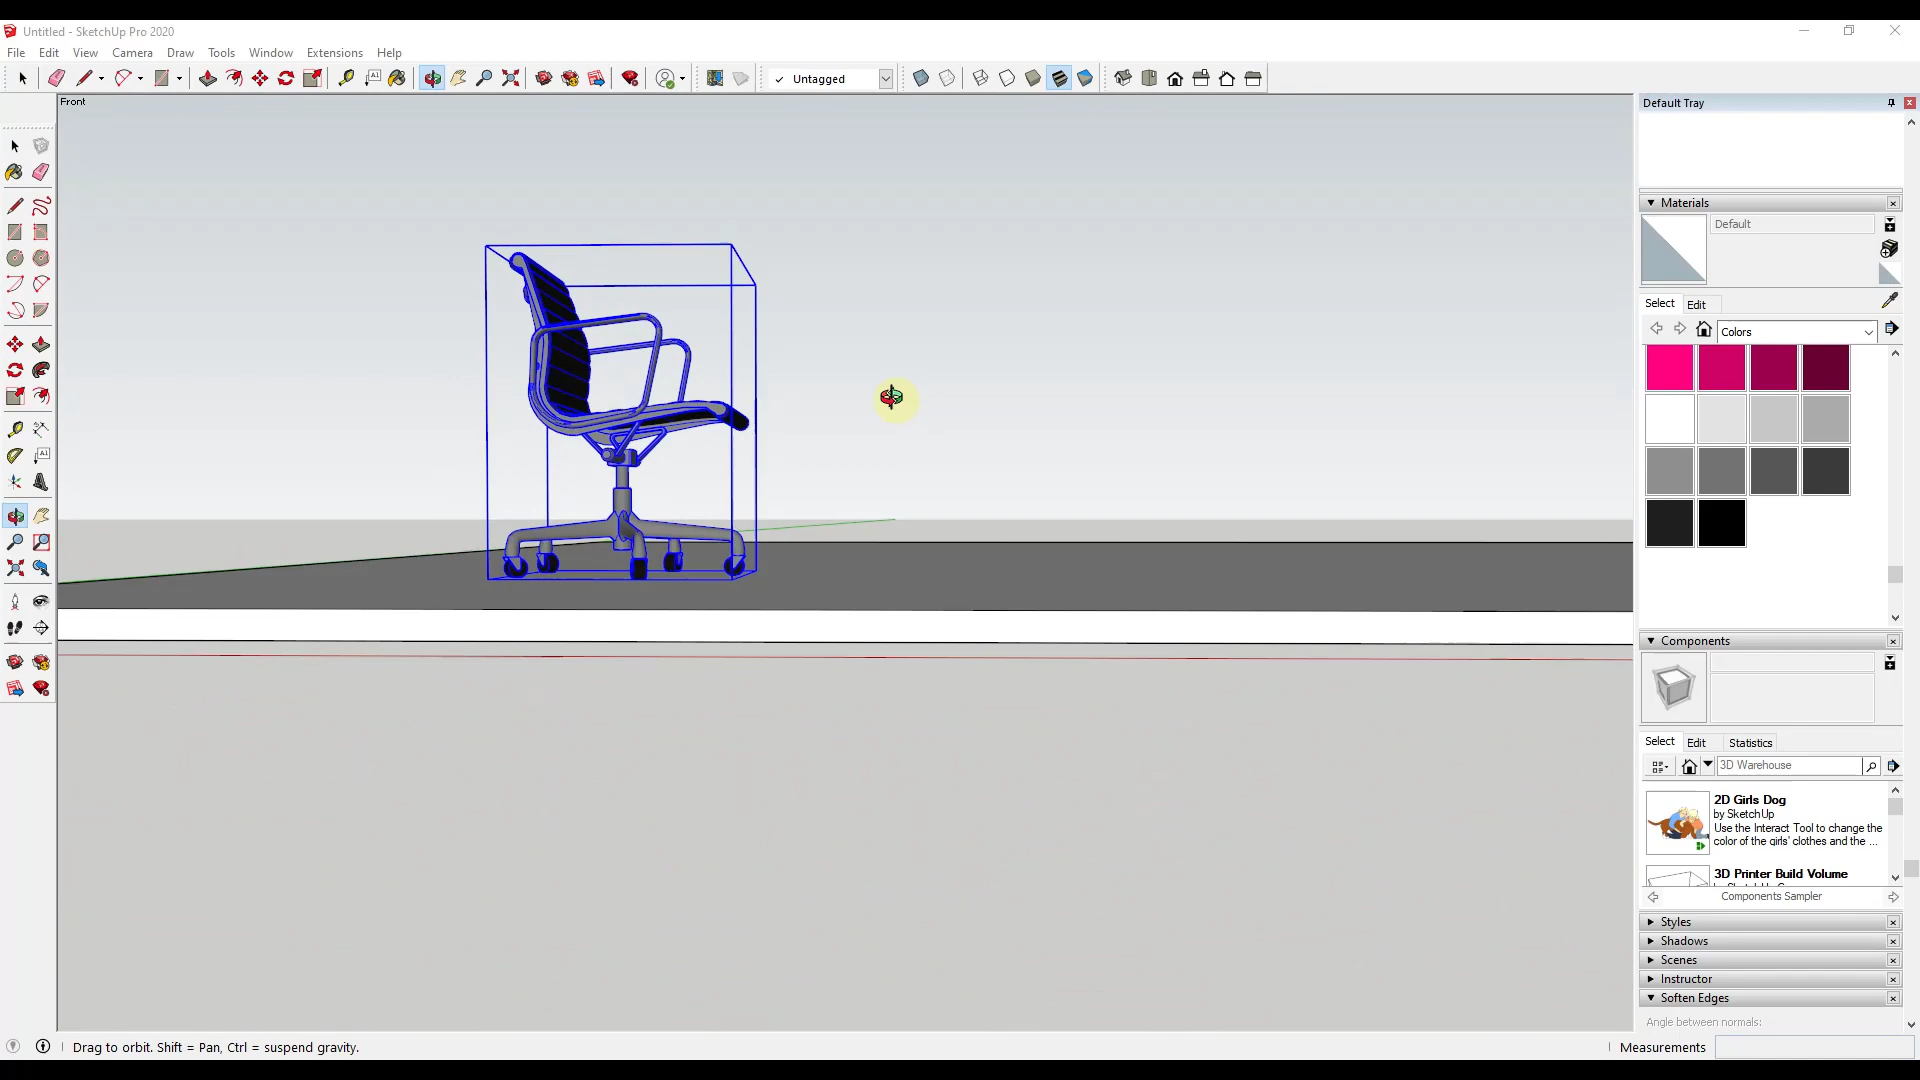 Untitled - SketchUp Pro 2020
File Edit View Camera Draw Tools Window Extensions Help
A1 ✓ Untagged
Front
Default Tray
Materials
Default
Select Edit
Colors
A1
Components
Select Edit Statistics
3D Warehouse
2D Girls Dog
by SketchUp
Use the Interact Tool to change the
color of the girls' clothes and the ...
3D Printer Build Volume
Components Sampler
Styles
Shadows
Scenes
Instructor
Soften Edges
Angle between normals:
Drag to orbit. Shift = Pan, Ctrl = suspend gravity.
Measurements